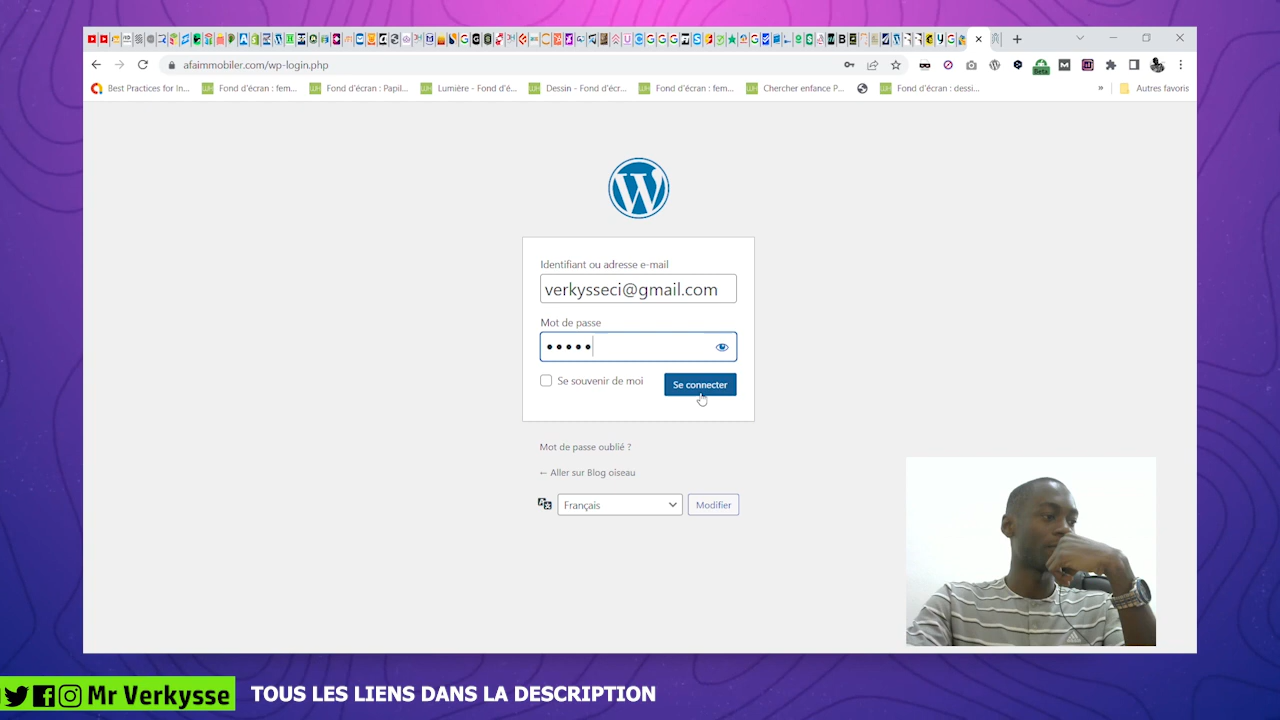 afaimmobiler.com/wp-login.php
Best Practices for In...
Fond d'écran : fem...
Fond d'écran : Papil...
Lumière - Fond d'é...
Dessin - Fond d'écr...
Fond d'écran : fem...
Chercher enfance P...
Fond d'écran : dessi...
»
Autres favoris
Identifiant ou adresse e-mail
verkysseci@gmail.com
Mot de passe
•••••
Se souvenir de moi
Se connecter
Mot de passe oublié ?
← Aller sur Blog oiseau
Français
Modifier
Mr Verkysse
TOUS LES LIENS DANS LA DESCRIPTION